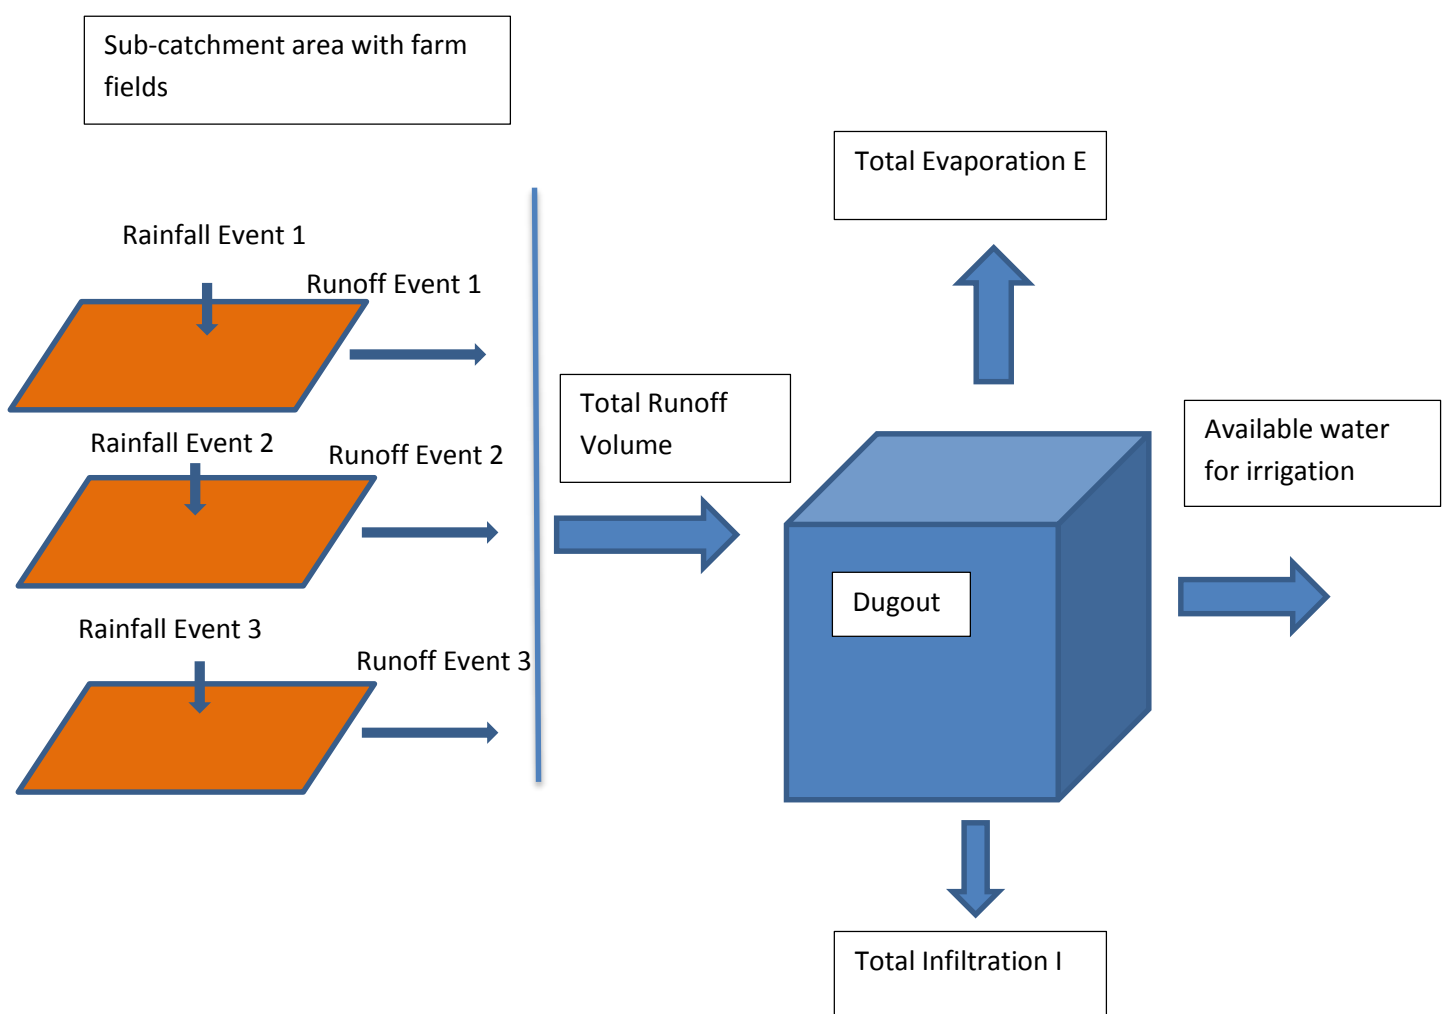 Sub-catchment area with farm
fields
Total Evaporation E
Rainfall Event 1
Runoff Event 1
Total Runoff
Volume
Available water
for irrigation
Rainfall Event 2
Runoff Event 2
Dugout
Rainfall Event 3
Runoff Event 3
Total Infiltration I